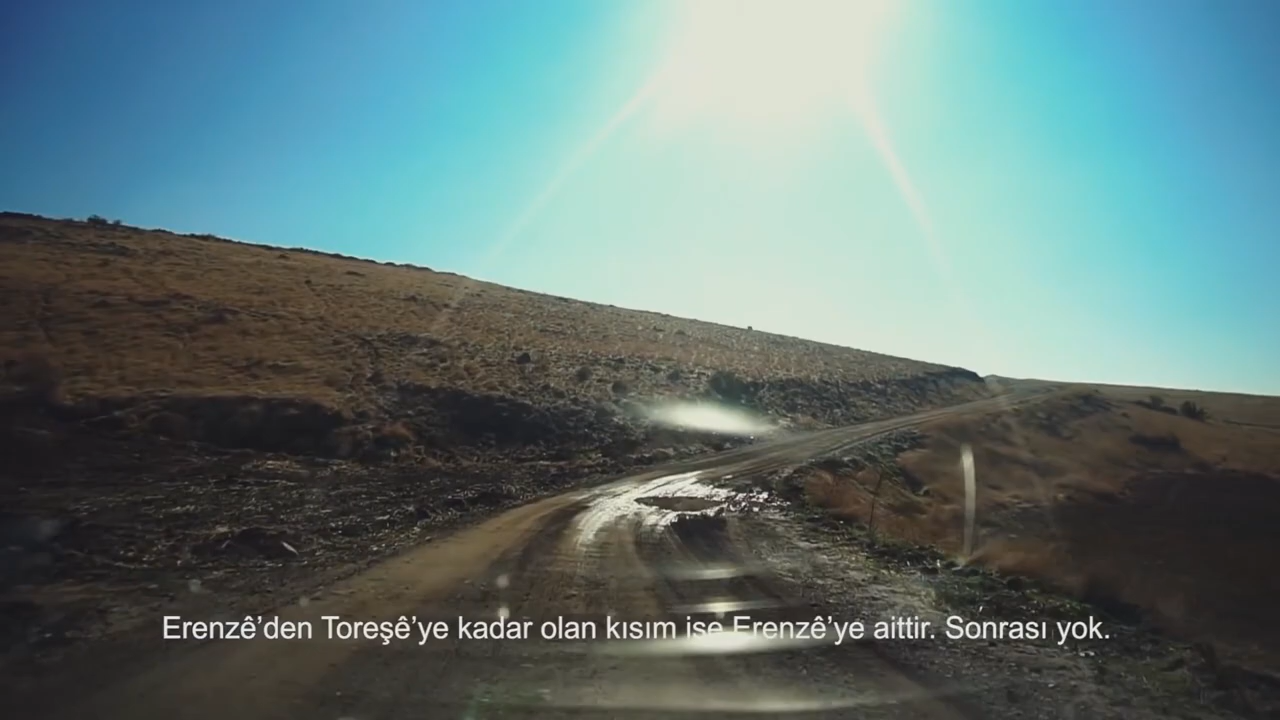 Erenzê’den Toreşê’ye kadar olan kısım ise Erenzê’ye aittir. Sonrası yok.